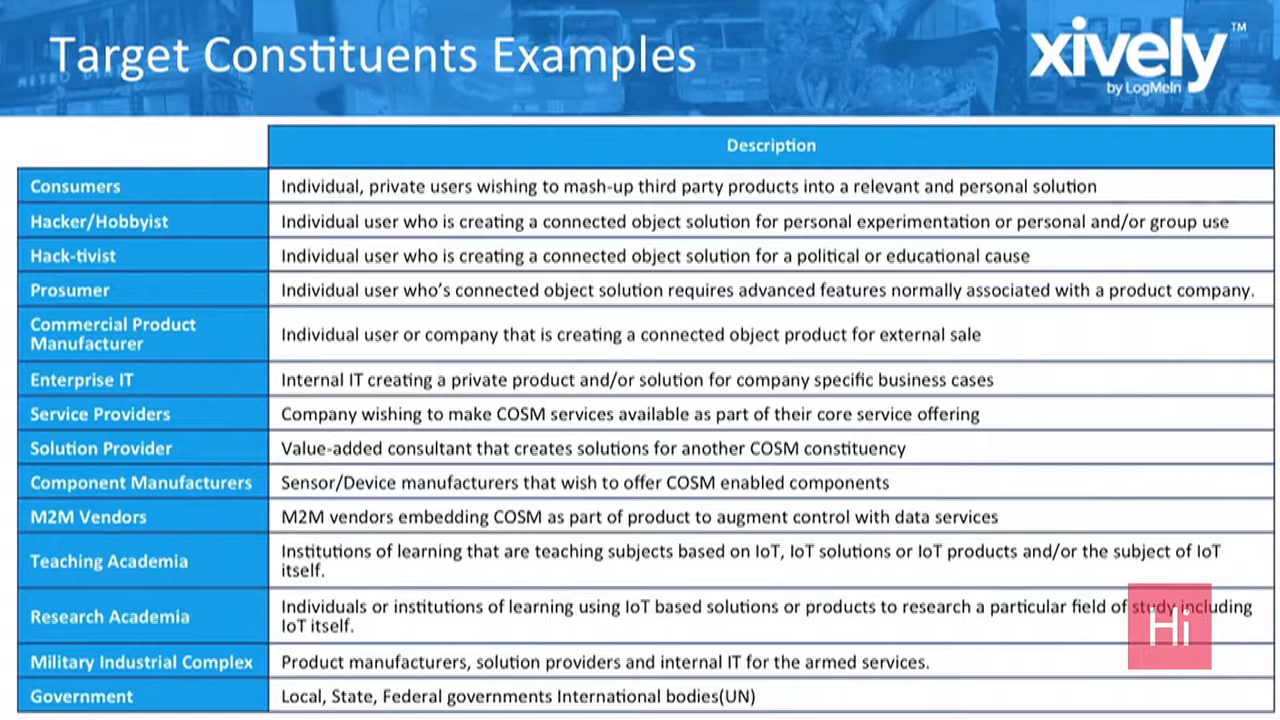 Target Constituents Examples
xively™
by LogMeIn
Description
Consumers
Individual, private users wishing to mash-up third party products into a relevant and personal solution
Hacker/Hobbyist
Individual user who is creating a connected object solution for personal experimentation or personal and/or group use
Hack-tivist
Individual user who is creating a connected object solution for a political or educational cause
Prosumer
Individual user who's connected object solution requires advanced features normally associated with a product company.
Commercial Product
Manufacturer
Individual user or company that is creating a connected object product for external sale
Enterprise IT
Internal IT creating a private product and/or solution for company specific business cases
Service Providers
Company wishing to make COSM services available as part of their core service offering
Solution Provider
Value-added consultant that creates solutions for another COSM constituency
Component Manufacturers
Sensor/Device manufacturers that wish to offer COSM enabled components
M2M Vendors
M2M vendors embedding COSM as part of product to augment control with data services
Teaching Academia
Institutions of learning that are teaching subjects based on IoT, IoT solutions or IoT products and/or the subject of IoT
itself.
Research Academia
Individuals or institutions of learning using IoT based solutions or products to research a particular field of study including
IoT itself.
Hi
Military Industrial Complex
Product manufacturers, solution providers and internal IT for the armed services.
Government
Local, State, Federal governments International bodies(UN)